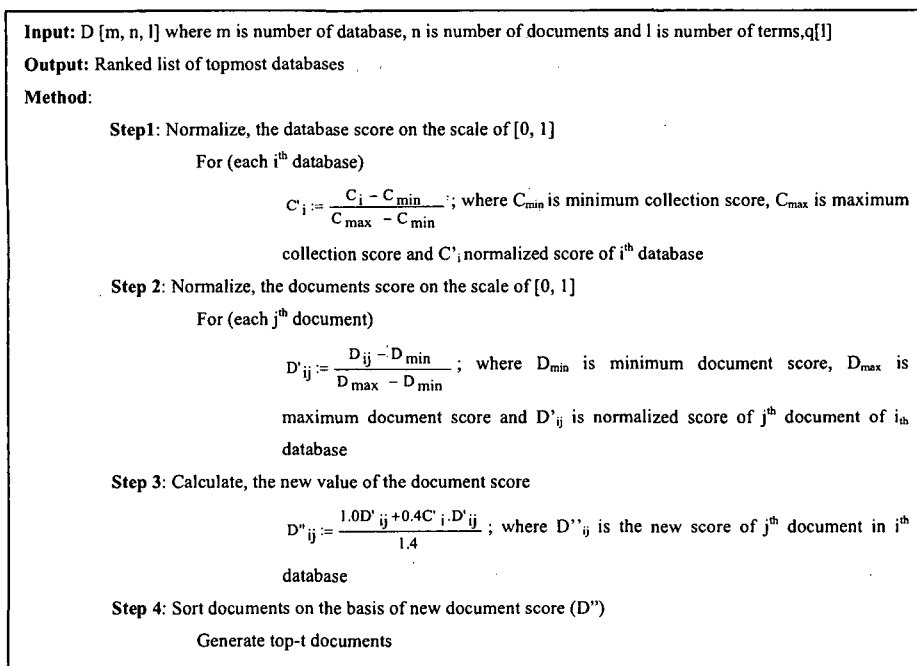 Input: D [m, n, l] where m is number of database, n is number of documents and l is number of terms,q[l]
Output: Ranked list of topmost databases
Method:
Step1: Normalize, the database score on the scale of [0, 1]
For (each i^th database)
C'_i := (C_i − C_min) / (C_max − C_min) ; where C_min is minimum collection score, C_max is maximum
collection score and C'_i normalized score of i^th database
Step 2: Normalize, the documents score on the scale of [0, 1]
For (each j^th document)
D'_ij := (D_ij − D_min) / (D_max − D_min) ; where D_min is minimum document score, D_max is
maximum document score and D'_ij is normalized score of j^th document of i_th
database
Step 3: Calculate, the new value of the document score
D"_ij := (1.0D'_ij +0.4C'_i.D'_ij) / 1.4 ; where D''_ij is the new score of j^th document in i^th
database
Step 4: Sort documents on the basis of new document score (D")
Generate top-t documents